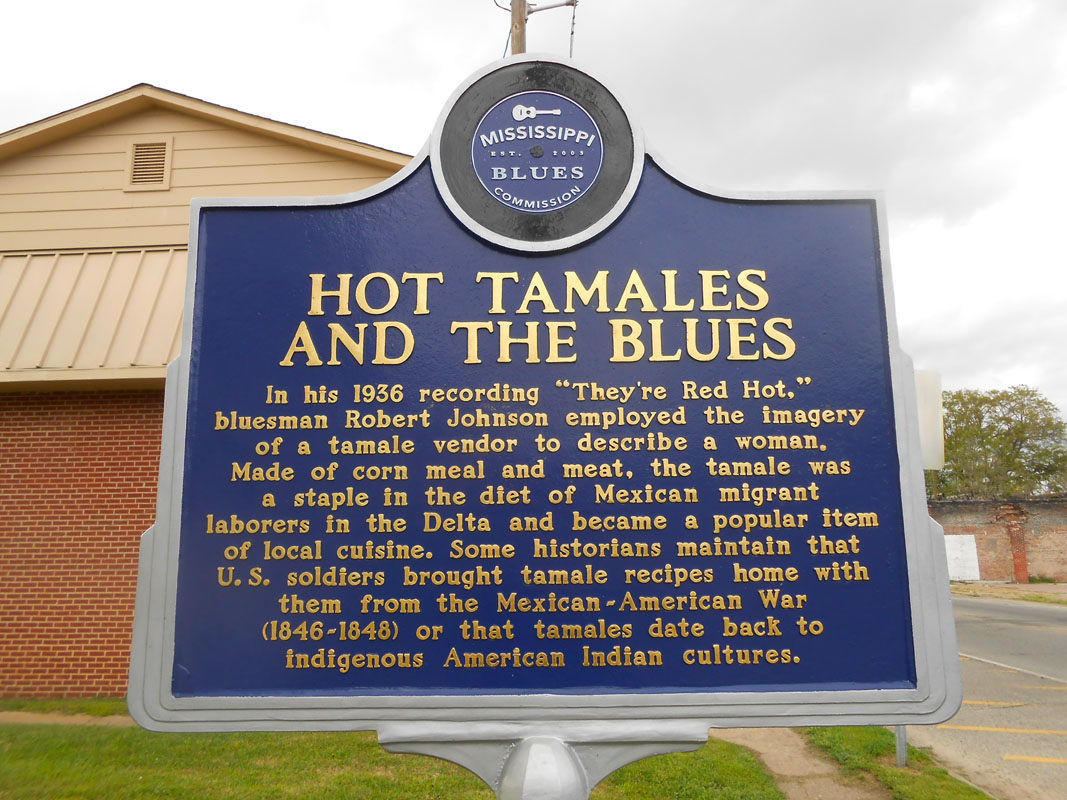 MISSISSIPPI
EST. 2003
BLUES
COMMISSION
HOT TAMALES
AND THE BLUES
In his 1936 recording “They're Red Hot,”
bluesman Robert Johnson employed the imagery
of a tamale vendor to describe a woman.
Made of corn meal and meat, the tamale was
a staple in the diet of Mexican migrant
laborers in the Delta and became a popular item
of local cuisine. Some historians maintain that
U.S. soldiers brought tamale recipes home with
them from the Mexican-American War
(1846-1848) or that tamales date back to
indigenous American Indian cultures.